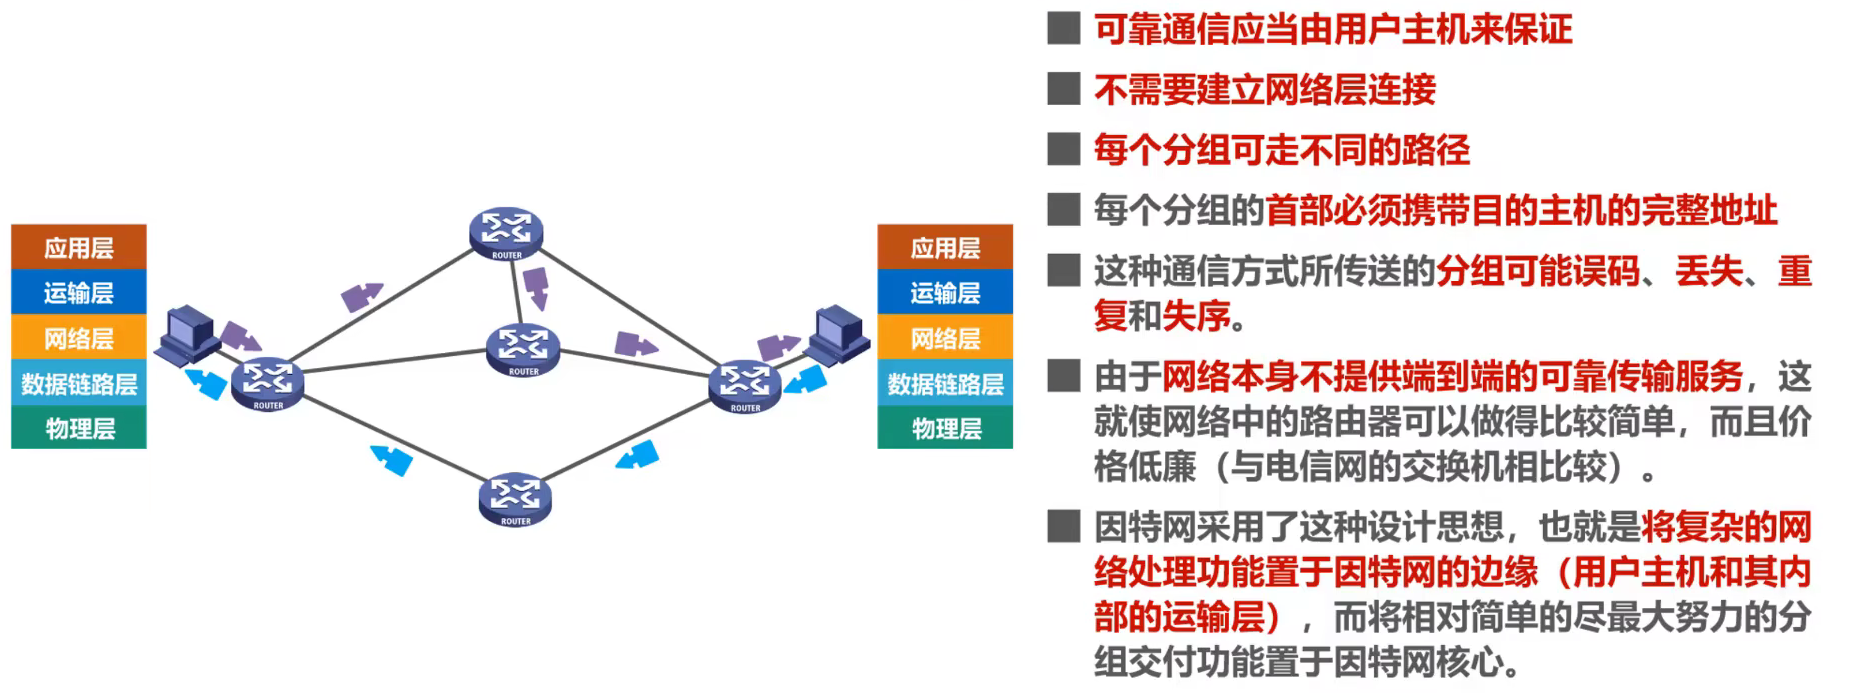 应用层
运输层
网络层
数据链路层
物理层
ROUTER
ROUTER
ROUTER
ROUTER
ROUTER
应用层
运输层
网络层
数据链路层
物理层
可靠通信应当由用户主机来保证
不需要建立网络层连接
每个分组可走不同的路径
每个分组的首部必须携带目的主机的完整地址
这种通信方式所传送的分组可能误码、丢失、重
复和失序。
由于网络本身不提供端到端的可靠传输服务，这
就使网络中的路由器可以做得比较简单，而且价
格低廉（与电信网的交换机相比较）。
因特网采用了这种设计思想，也就是将复杂的网
络处理功能置于因特网的边缘（用户主机和其内
部的运输层），而将相对简单的尽最大努力的分
组交付功能置于因特网核心。